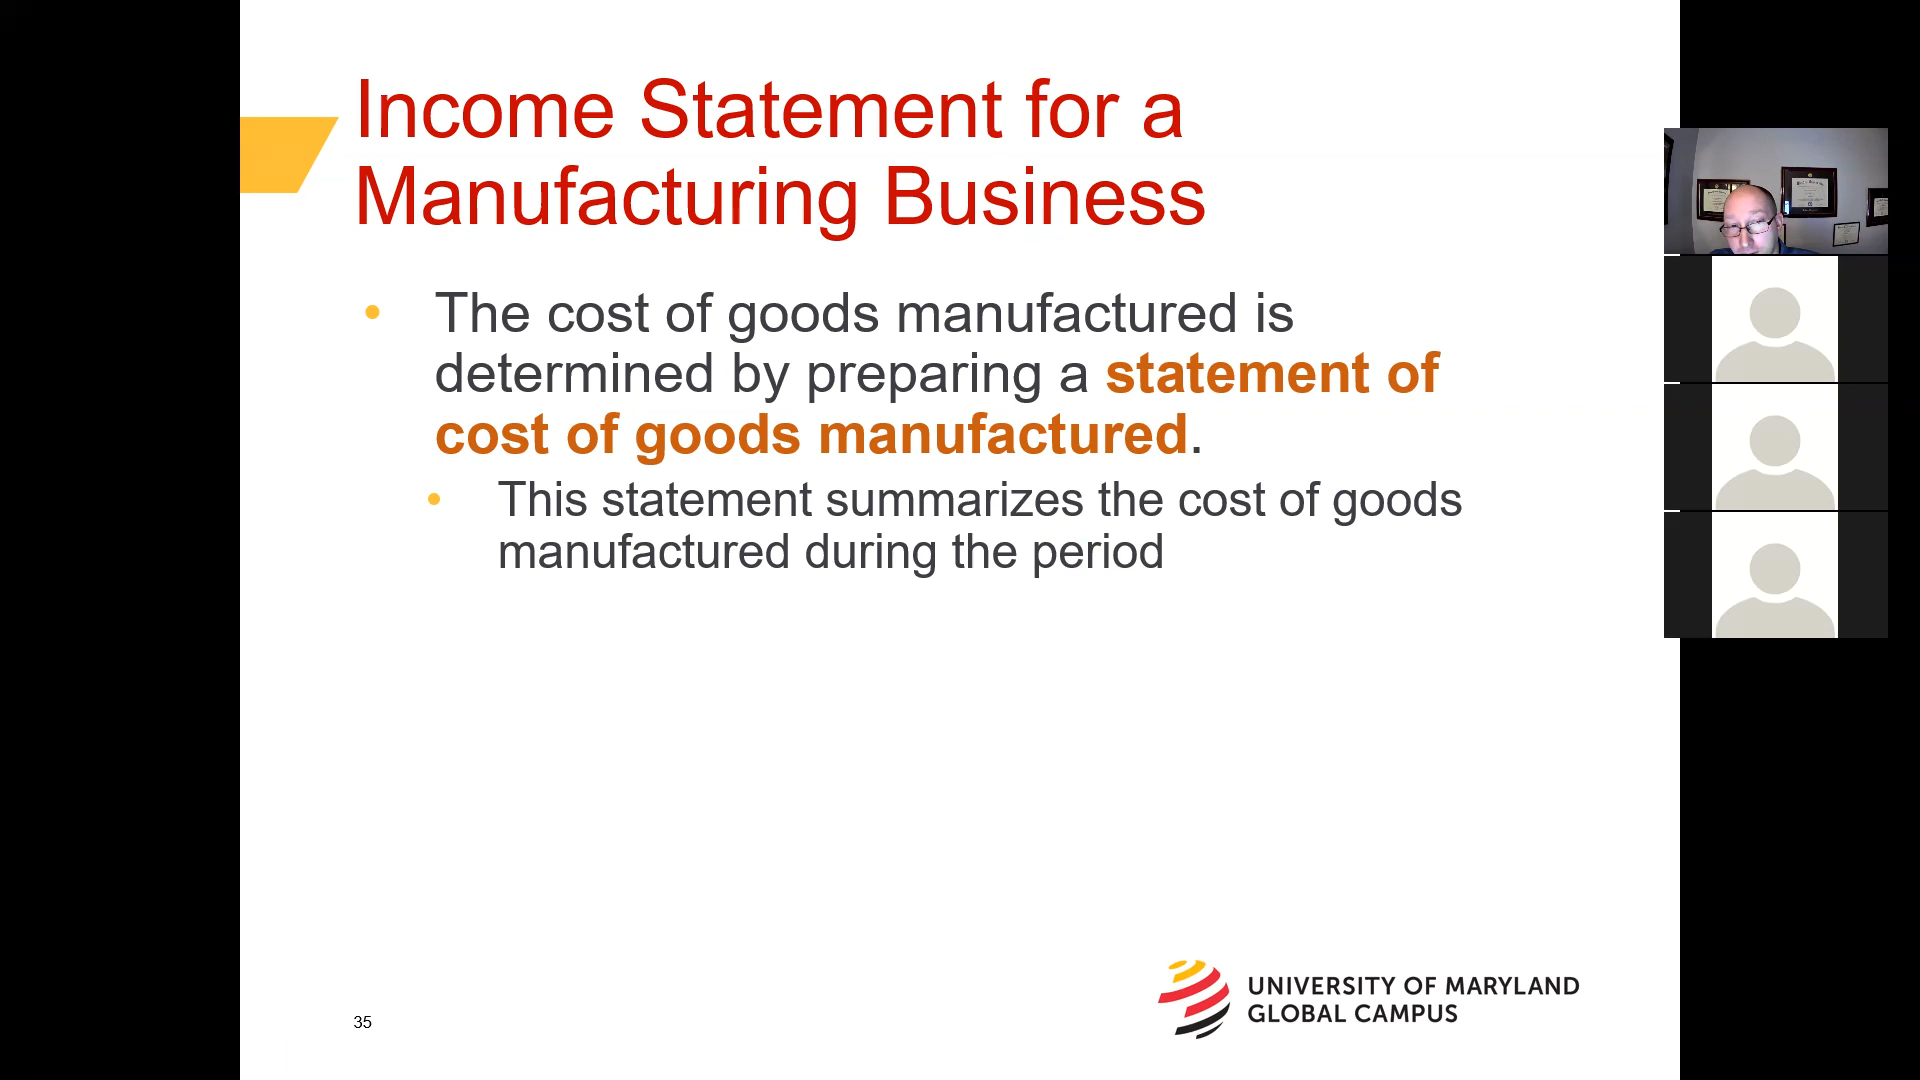 Income Statement for a
Manufacturing Business
• The cost of goods manufactured is
determined by preparing a statement of
cost of goods manufactured.
• This statement summarizes the cost of goods
manufactured during the period
35
UNIVERSITY OF MARYLAND
GLOBAL CAMPUS